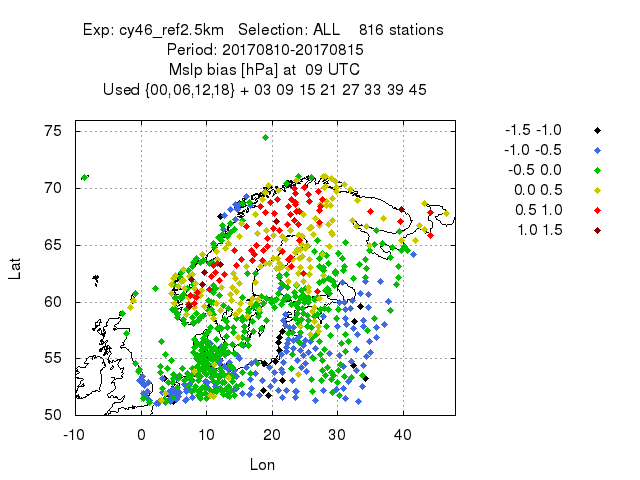 Exp: cy46_ref2.5km   Selection: ALL    816 stations
Period: 20170810-20170815
Mslp bias [hPa] at  09 UTC
Used {00,06,12,18} + 03 09 15 21 27 33 39 45
75
70
65
60
55
50
-10 0 10 20 30 40
Lat
Lon
-1.5 -1.0
-1.0 -0.5
-0.5 0.0
0.0 0.5
0.5 1.0
1.0 1.5